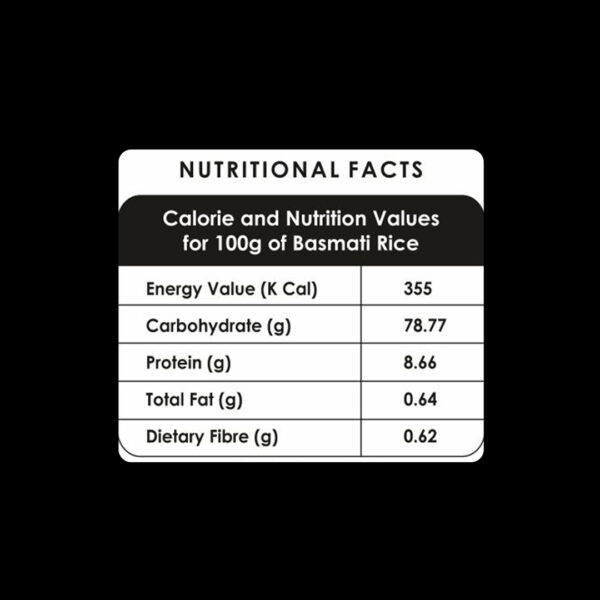 NUTRITIONAL FACTS
Calorie and Nutrition Values
for 100g of Basmati Rice
Energy Value (K Cal) 355
Carbohydrate (g) 78.77
Protein (g) 8.66
Total Fat (g) 0.64
Dietary Fibre (g) 0.62